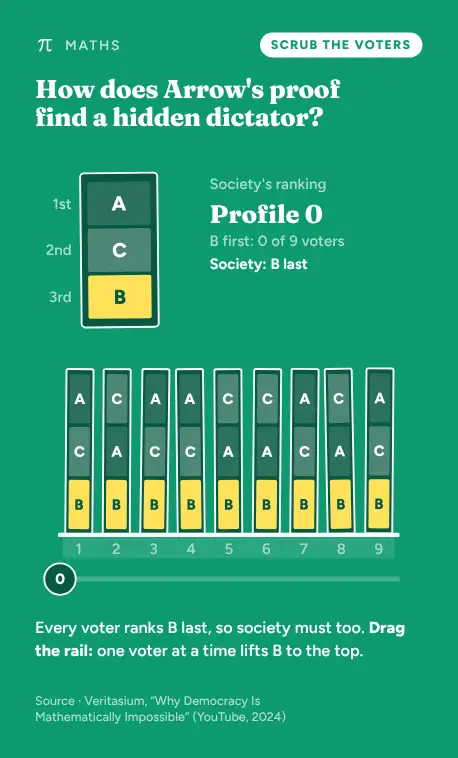 π MATHS
SCRUB THE VOTERS
How does Arrow's proof
find a hidden dictator?
1st A
2nd C
3rd B
Society's ranking
Profile 0
B first: 0 of 9 voters
Society: B last
A C A A C C A C A
C A C C A A C A C
B B B B B B B B B
1 2 3 4 5 6 7 8 9
0
Every voter ranks B last, so society must too. Drag
the rail: one voter at a time lifts B to the top.
Source · Veritasium, “Why Democracy Is
Mathematically Impossible” (YouTube, 2024)